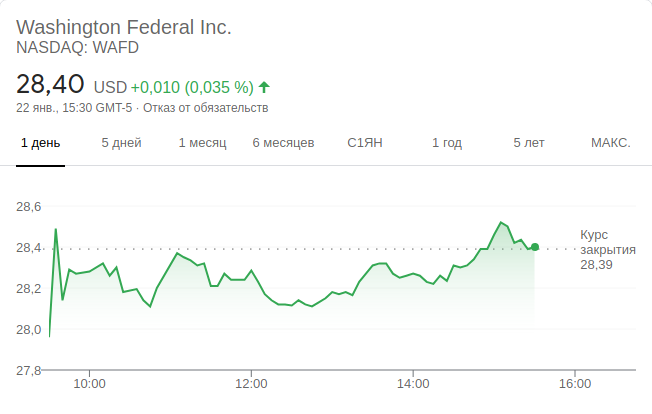 Washington Federal Inc.
NASDAQ: WAFD
28,40 USD +0,010 (0,035 %)
22 янв., 15:30 GMT-5 · Отказ от обязательств
1 день 5 дней 1 месяц 6 месяцев С1ЯН 1 год 5 лет МАКС.
28,6
28,4
28,2
28,0
27,8
Курс
закрытия
28,39
10:00 12:00 14:00 16:00